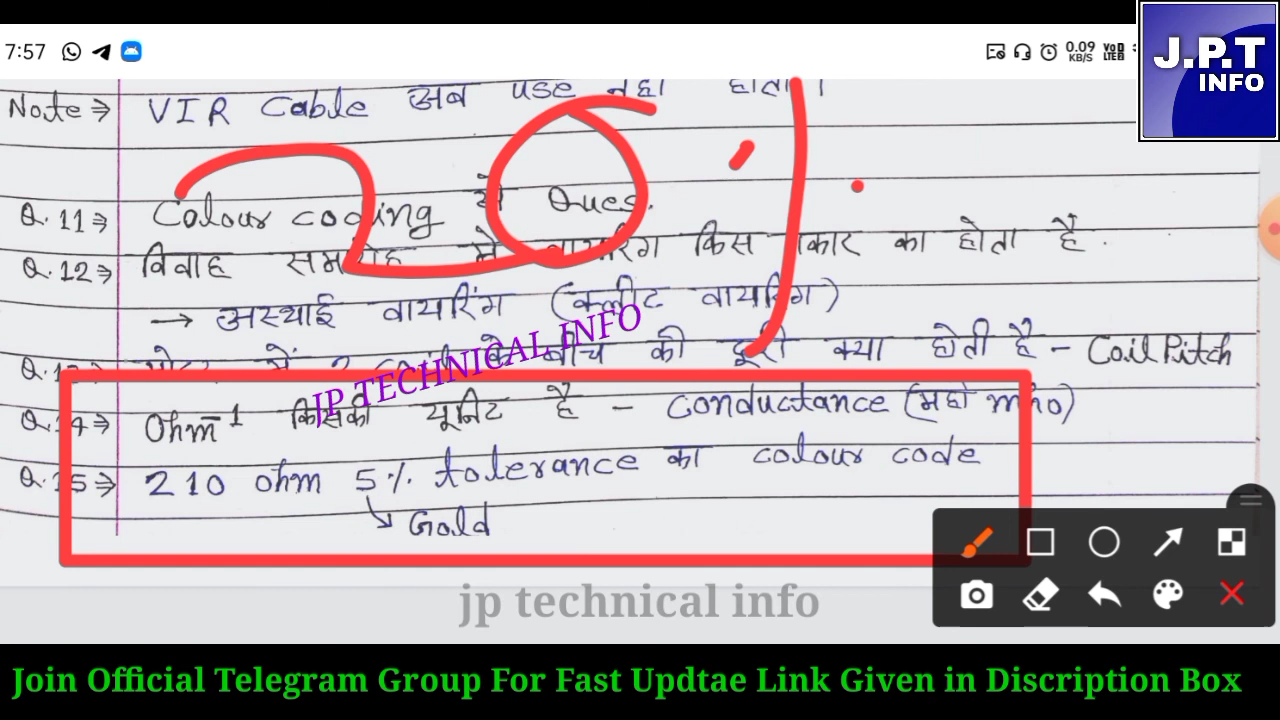 7:57
0.09 KB/S
VoD LTE2
J.P.T INFO
Note ⇒ VIR Cable अब use नहीं होता।
Q.11 ⇒ Colour coding से Ques.
Q.12 ⇒ विवाह समारोह में वायरिंग किस प्रकार का होता है.
→ अस्थाई वायरिंग (क्लीट वायरिंग)
के बीच की दूरी क्या होती है - Coil Pitch
JP TECHNICAL INFO
Q.14 ⇒ Ohm⁻¹ किसकी यूनिट है - Conductance (महो mho)
Q.15 ⇒ 210 ohm 5% tolerance का colour code
↘ Gold
jp technical info
Join Official Telegram Group For Fast Updtae Link Given in Discription Box